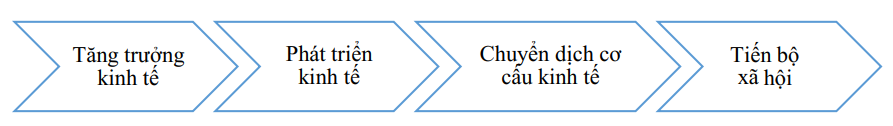 Tăng trưởng
kinh tế
Phát triển
kinh tế
Chuyển dịch cơ
cấu kinh tế
Tiến bộ
xã hội